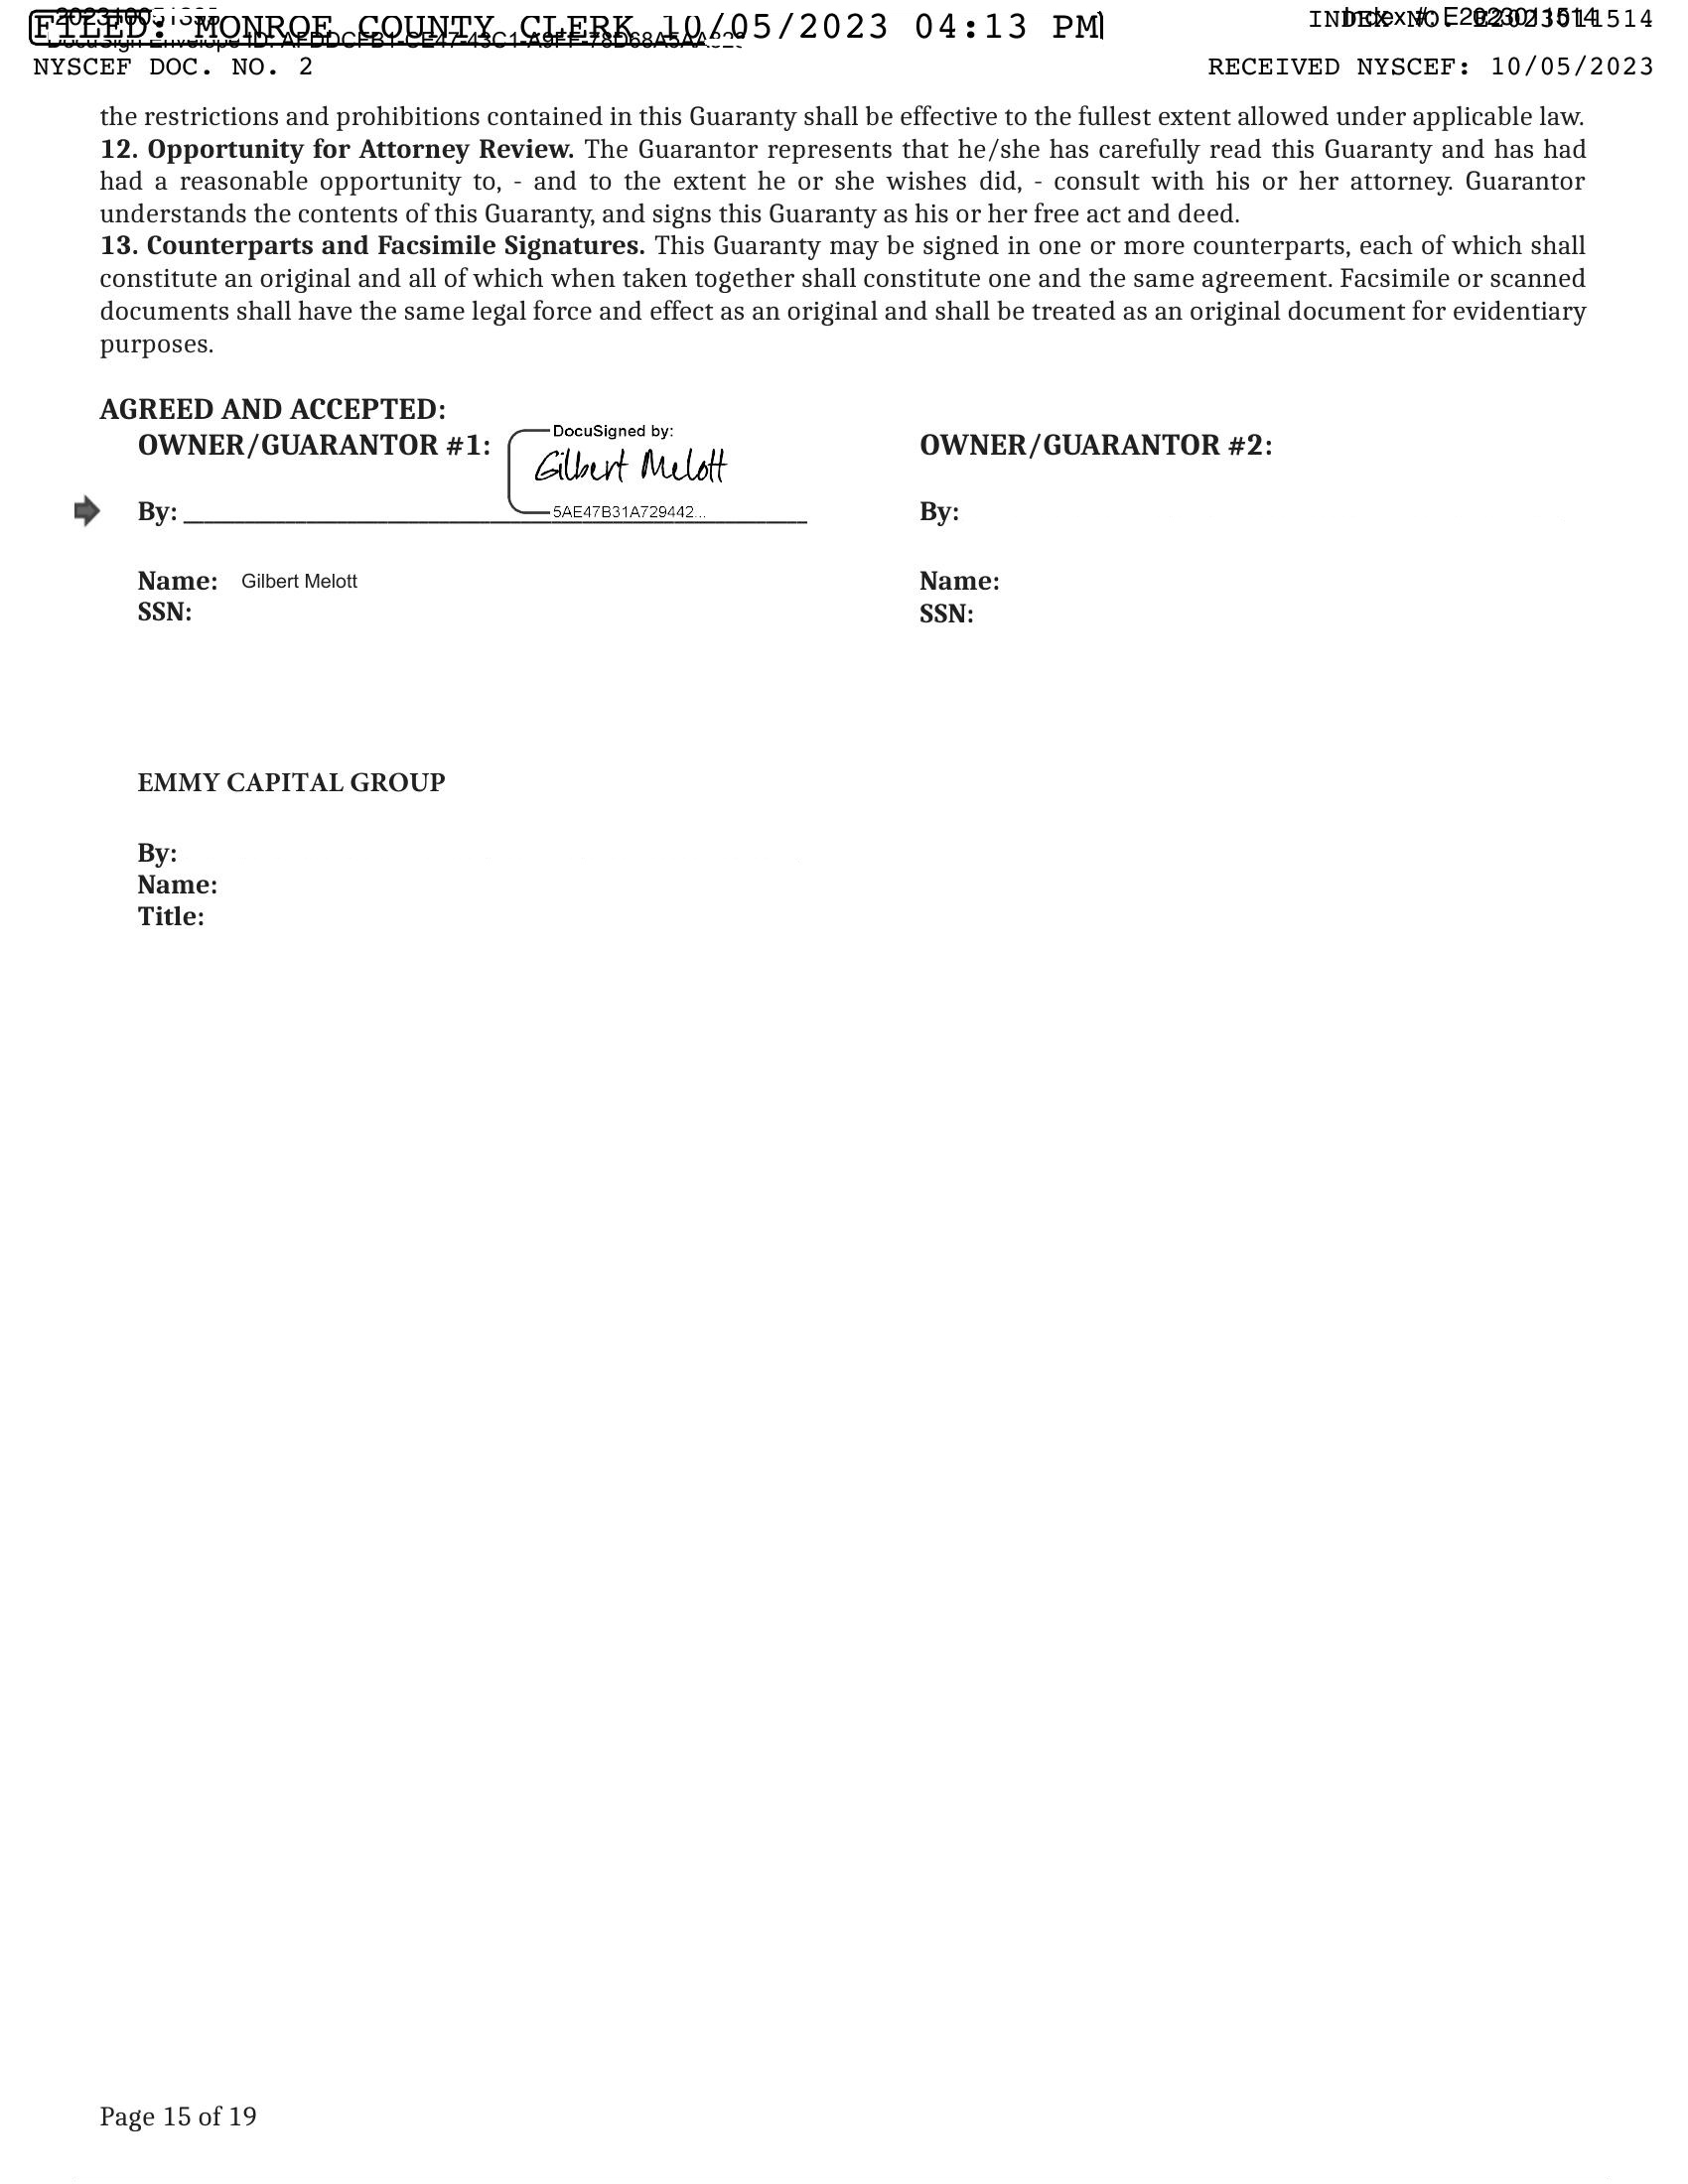 FILED: MONROE COUNTY CLERK 10/05/2023 04:13 PM
INDEX NO. E2023011514
Index #: E2023011514
NYSCEF DOC. NO. 2
RECEIVED NYSCEF: 10/05/2023
the restrictions and prohibitions contained in this Guaranty shall be effective to the fullest extent allowed under applicable law.
12. Opportunity for Attorney Review. The Guarantor represents that he/she has carefully read this Guaranty and has had
had a reasonable opportunity to, - and to the extent he or she wishes did, - consult with his or her attorney. Guarantor
understands the contents of this Guaranty, and signs this Guaranty as his or her free act and deed.
13. Counterparts and Facsimile Signatures. This Guaranty may be signed in one or more counterparts, each of which shall
constitute an original and all of which when taken together shall constitute one and the same agreement. Facsimile or scanned
documents shall have the same legal force and effect as an original and shall be treated as an original document for evidentiary
purposes.
AGREED AND ACCEPTED:
OWNER/GUARANTOR #1:
DocuSigned by:
Gilbert Melott
5AE47B31A729442...
By:
Name: Gilbert Melott
SSN:
OWNER/GUARANTOR #2:
By:
Name:
SSN:
EMMY CAPITAL GROUP
By:
Name:
Title:
Page 15 of 19